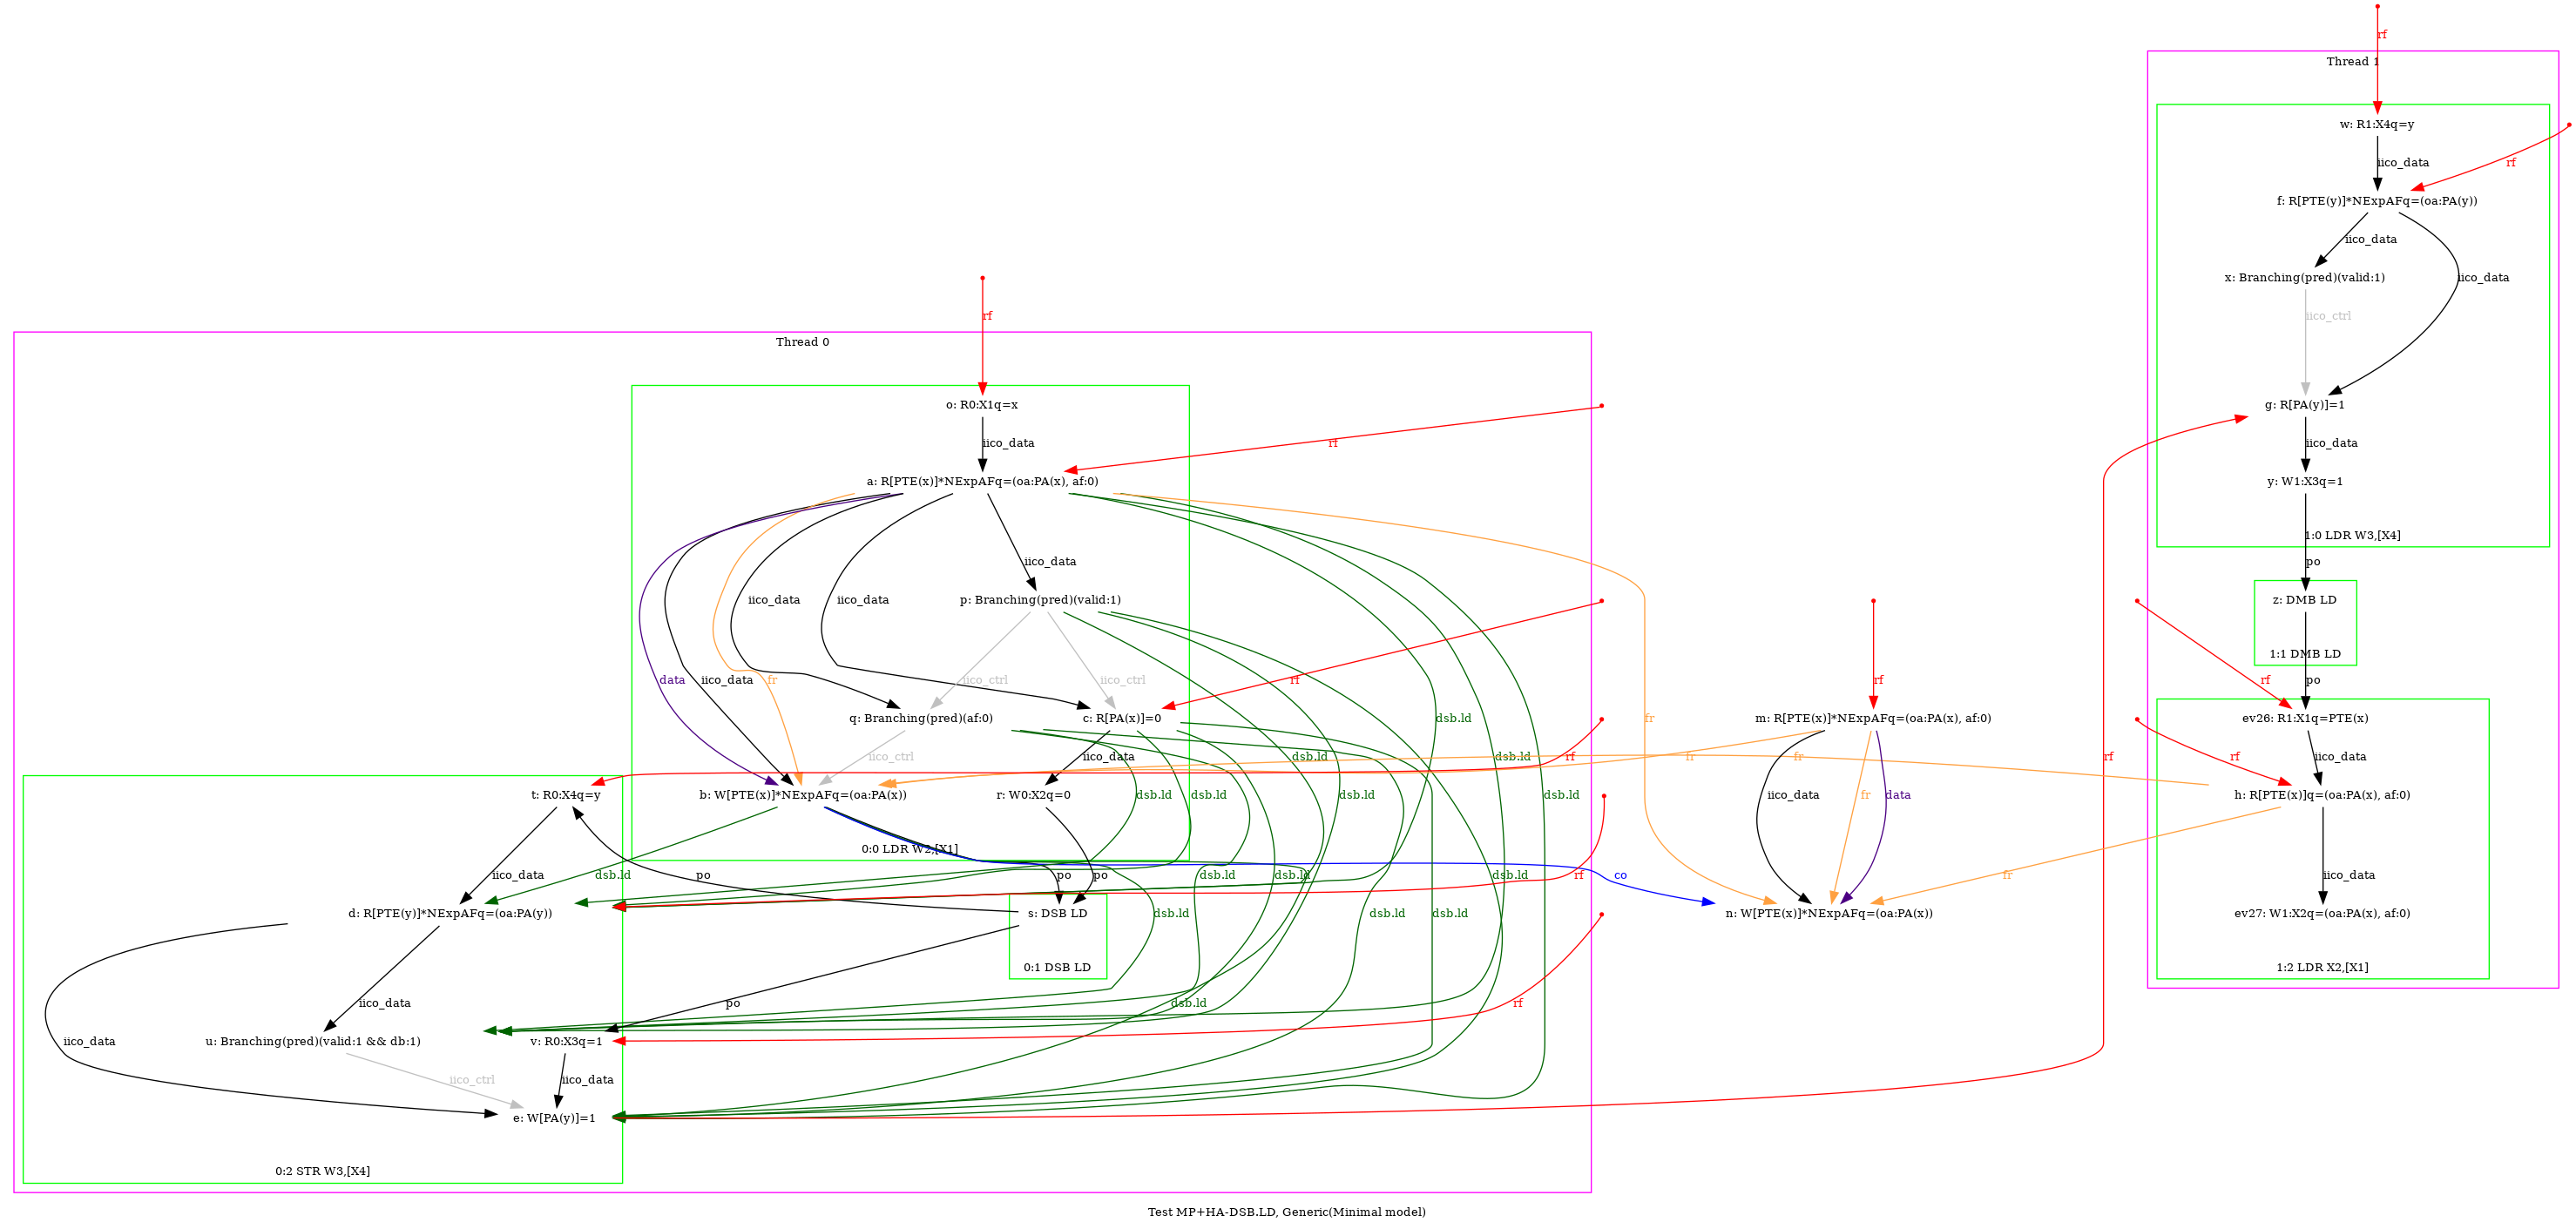 rf
Thread 1
w: R1:X4q=y
iico_data
rf
f: R[PTE(y)]*NExpAFq=(oa:PA(y))
iico_data
x: Branching(pred)(valid:1)
iico_data
rf
iico_ctrl
Thread 0
o: R0:X1q=x
g: R[PA(y)]=1
iico_data
rf
iico_data
a: R[PTE(x)]*NExpAFq=(oa:PA(x), af:0)
y: W1:X3q=1
1:0 LDR W3,[X4]
iico_data
po
iico_data
iico_data
p: Branching(pred)(valid:1)
z: DMB LD
1:1 DMB LD
data
iico_data
fr
iico_ctrl
iico_ctrl
rf
rf
rf
po
q: Branching(pred)(af:0)
c: R[PA(x)]=0
dsb.ld
fr
m: R[PTE(x)]*NExpAFq=(oa:PA(x), af:0)
ev26: R1:X1q=PTE(x)
iico_ctrl
iico_data
dsb.ld
dsb.ld
rf
fr
fr
rf
rf
iico_data
t: R0:X4q=y
b: W[PTE(x)]*NExpAFq=(oa:PA(x))
r: W0:X2q=0
dsb.ld
dsb.ld
dsb.ld
dsb.ld
iico_data
fr
data
h: R[PTE(x)]q=(oa:PA(x), af:0)
0:0 LDR W2,[X1]
iico_data
dsb.ld
po
po
po
dsb.ld
dsb.ld
dsb.ld
rf
co
fr
iico_data
d: R[PTE(y)]*NExpAFq=(oa:PA(y))
s: DSB LD
dsb.ld
dsb.ld
dsb.ld
n: W[PTE(x)]*NExpAFq=(oa:PA(x))
ev27: W1:X2q=(oa:PA(x), af:0)
0:1 DSB LD
1:2 LDR X2,[X1]
iico_data
po
dsb.ld
rf
iico_data
u: Branching(pred)(valid:1 && db:1)
v: R0:X3q=1
iico_ctrl
iico_data
e: W[PA(y)]=1
0:2 STR W3,[X4]
Test MP+HA-DSB.LD, Generic(Minimal model)